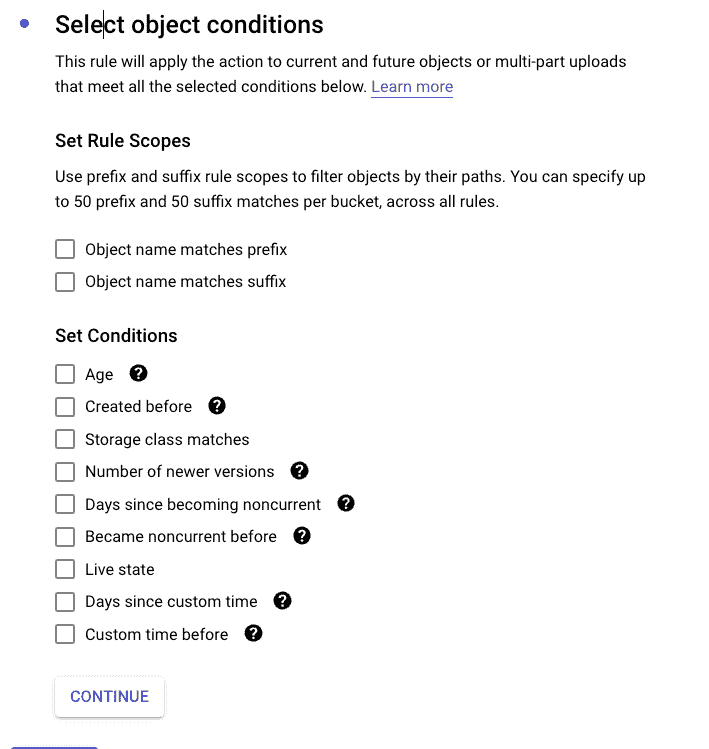 Select object conditions
This rule will apply the action to current and future objects or multi-part uploads
that meet all the selected conditions below. Learn more
Set Rule Scopes
Use prefix and suffix rule scopes to filter objects by their paths. You can specify up
to 50 prefix and 50 suffix matches per bucket, across all rules.
Object name matches prefix
Object name matches suffix
Set Conditions
Age ?
Created before ?
Storage class matches
Number of newer versions ?
Days since becoming noncurrent ?
Became noncurrent before ?
Live state
Days since custom time ?
Custom time before ?
CONTINUE